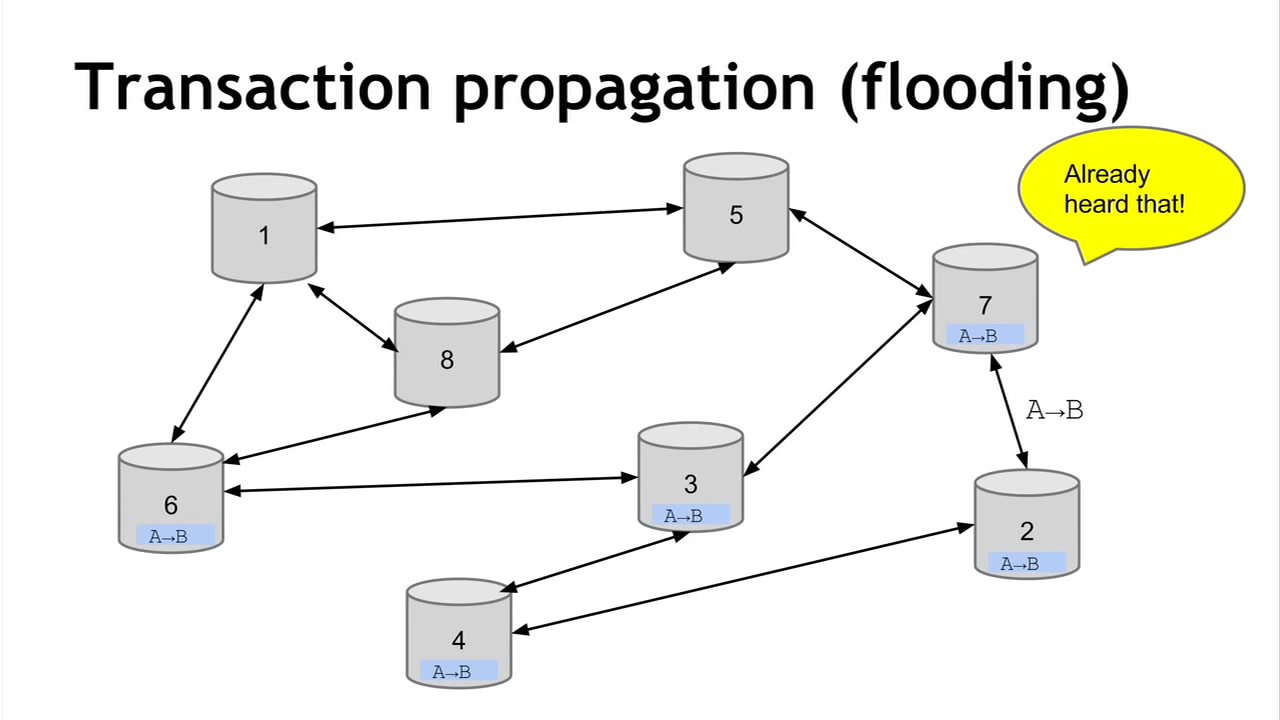 Transaction propagation (flooding)
Already
heard that!
1
5
7
A→B
8
A→B
6
A→B
3
A→B
2
A→B
4
A→B